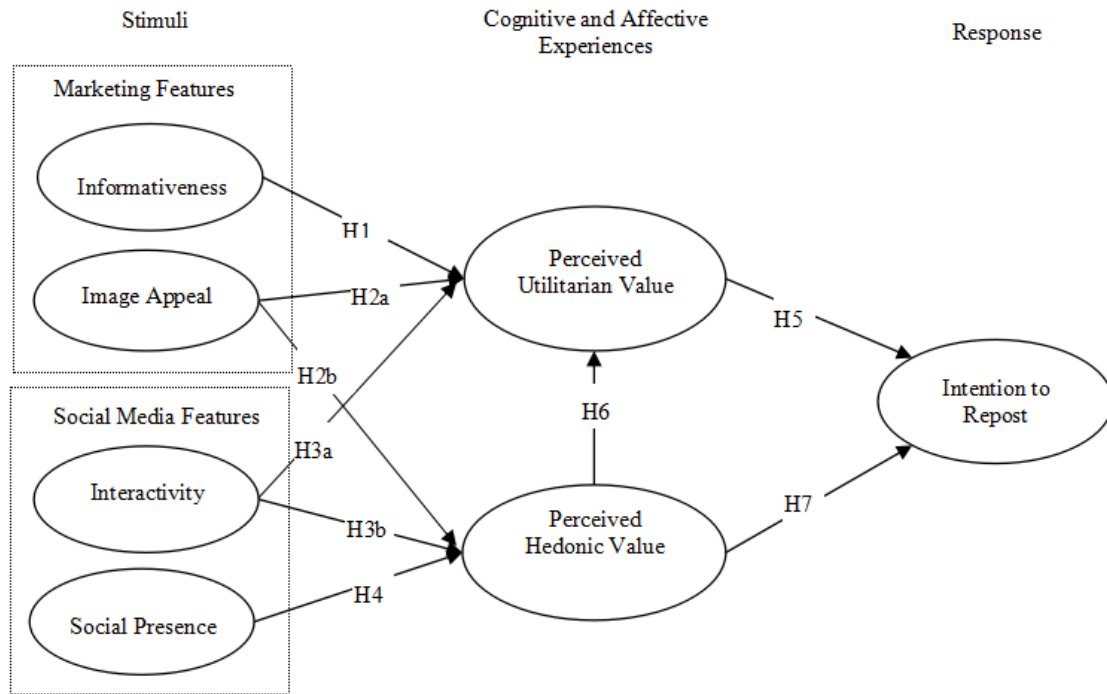 Stimuli
Cognitive and Affective
Experiences
Response
Marketing Features
Informativeness
Image Appeal
Social Media Features
Interactivity
Social Presence
H1
H2a
H2b
H3a
H3b
H4
Perceived
Utilitarian Value
H6
Perceived
Hedonic Value
H5
H7
Intention to
Repost